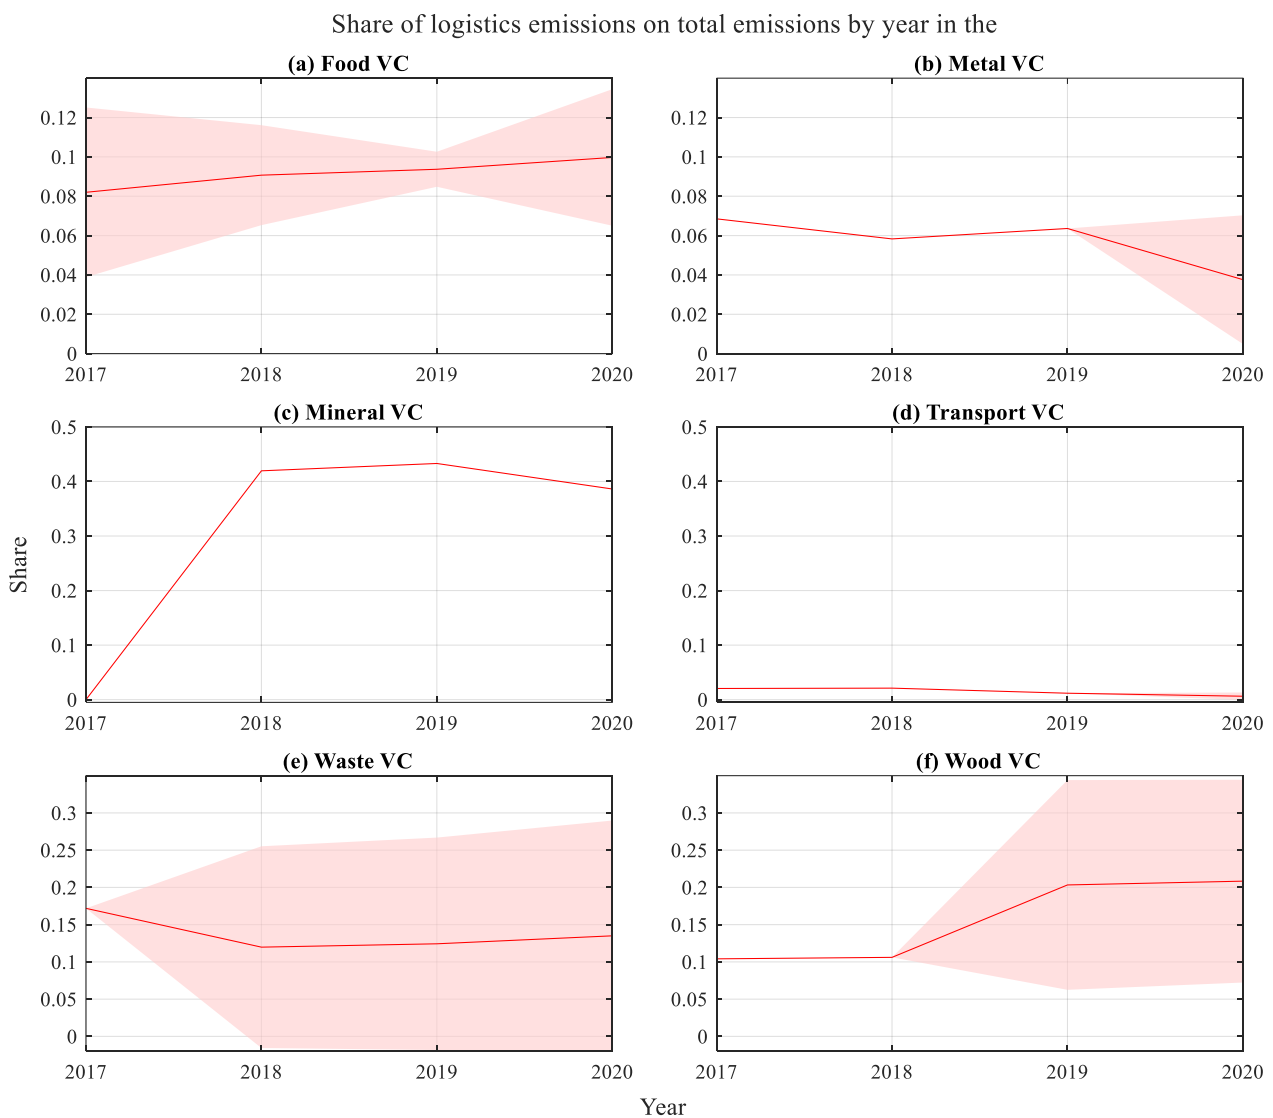 Share of logistics emissions on total emissions by year in the
(a) Food VC
0.12
0.1
0.08
0.06
0.04
0.02
0
2017 2018 2019 2020
(b) Metal VC
0.12
0.1
0.08
0.06
0.04
0.02
0
2017 2018 2019 2020
(c) Mineral VC
0.5
0.4
0.3
0.2
0.1
0
2017 2018 2019 2020
(d) Transport VC
0.5
0.4
0.3
0.2
0.1
0
2017 2018 2019 2020
Share
(e) Waste VC
0.3
0.25
0.2
0.15
0.1
0.05
0
2017 2018 2019 2020
(f) Wood VC
0.3
0.25
0.2
0.15
0.1
0.05
0
2017 2018 2019 2020
Year